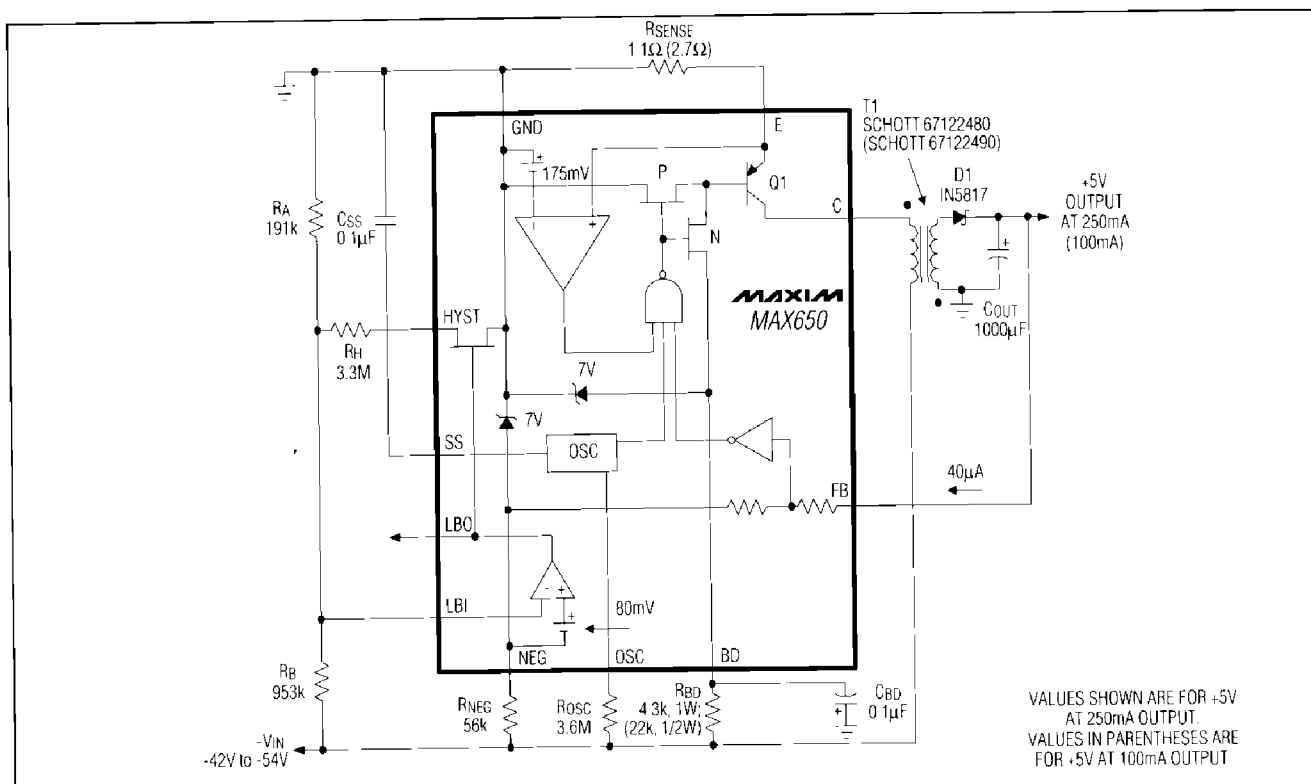 RSENSE
1 1Ω (2.7Ω)
GND
E
T1
SCHOTT 67122480
(SCHOTT 67122490)
175mV
P
Q1
D1
IN5817
+5V
OUTPUT
AT 250mA
(100mA)
C
RA
191k
CSS
0 1µF
N
MAXIM
MAX650
COUT
1000µF
HYST
RH
3.3M
7V
7V
SS
OSC
40µA
FB
LBO
LBI
80mV
NEG
OSC
BD
RB
953k
RNEG
56k
ROSC
3.6M
RBD
4.3k, 1W;
(22k, 1/2W)
CBD
0 1µF
-VIN
-42V to -54V
VALUES SHOWN ARE FOR +5V
AT 250mA OUTPUT.
VALUES IN PARENTHESES ARE
FOR +5V AT 100mA OUTPUT